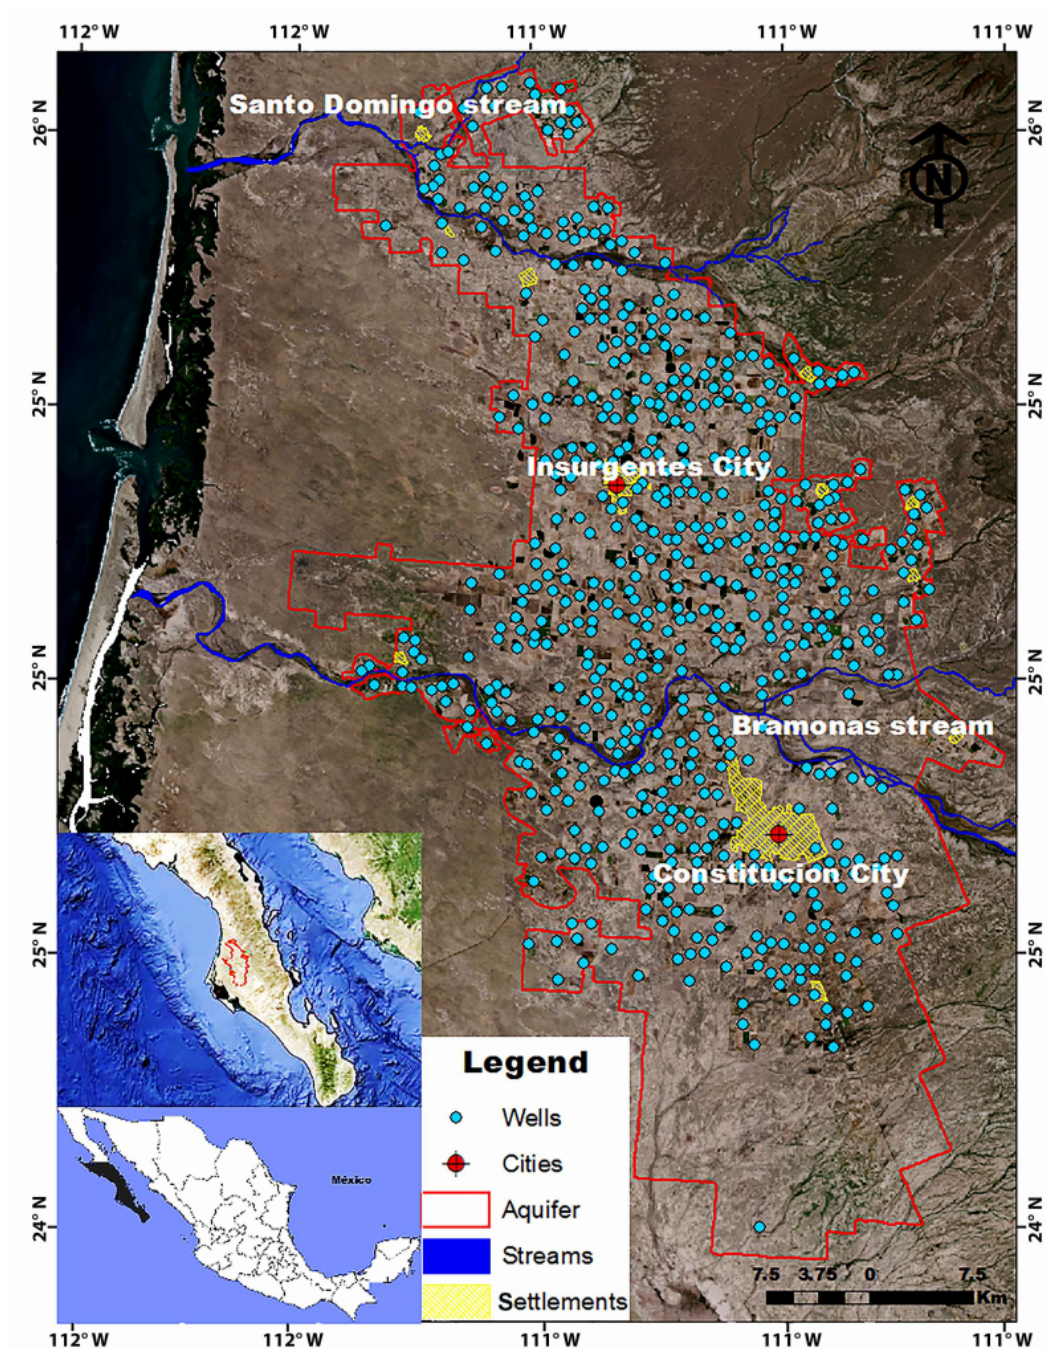 112° W 112° W 111° W 111° W 111° W
26° N
26° N
Santo Domingo stream
N
25° N
25° N
Insurgentes City
25° N
25° N
Bramonas stream
Constitucion City
25° N
25° N
Legend
Wells
Cities
Aquifer
Streams
Settlements
México
24° N
24° N
7.5 3.75 0 7.5
Km
112° W 112° W 111° W 111° W 111° W